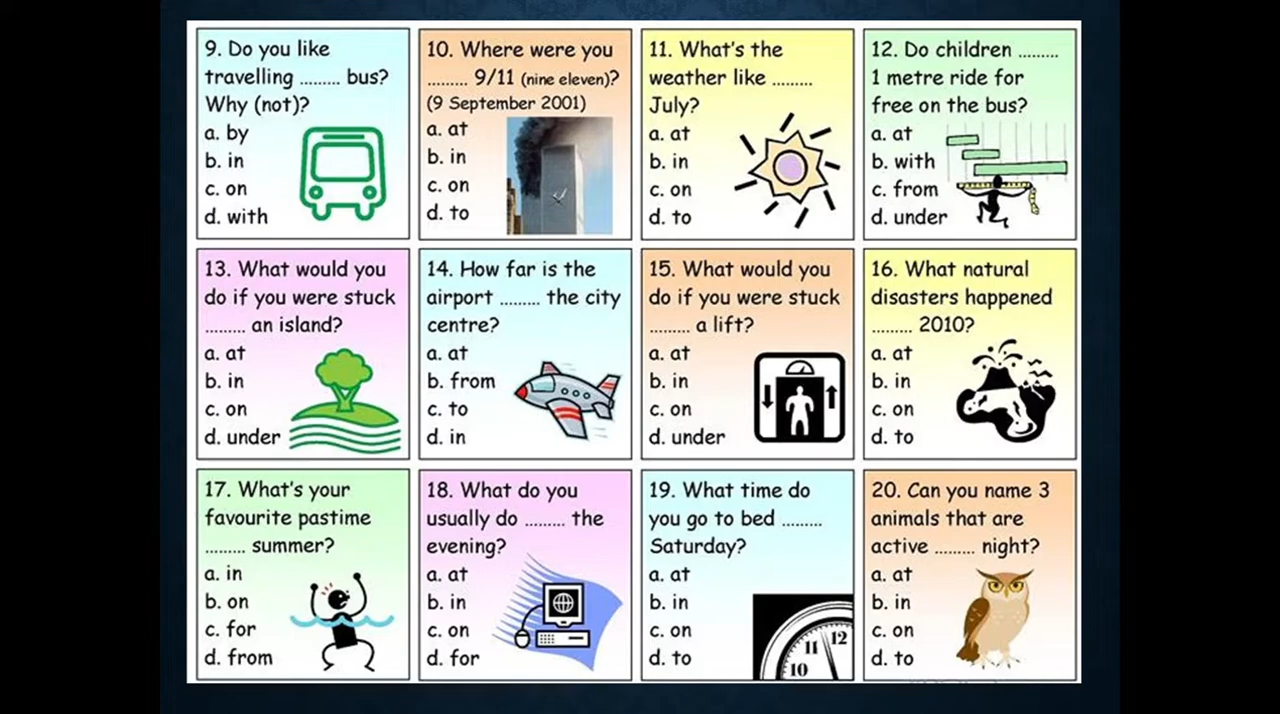 9. Do you like
travelling ........ bus?
Why (not)?
a. by
b. in
c. on
d. with
10. Where were you
........ 9/11 (nine eleven)?
(9 September 2001)
a. at
b. in
c. on
d. to
11. What's the
weather like ........
July?
a. at
b. in
c. on
d. to
12. Do children ........
1 metre ride for
free on the bus?
a. at
b. with
c. from
d. under
13. What would you
do if you were stuck
........ an island?
a. at
b. in
c. on
d. under
14. How far is the
airport ........ the city
centre?
a. at
b. from
c. to
d. in
15. What would you
do if you were stuck
........ a lift?
a. at
b. in
c. on
d. under
16. What natural
disasters happened
........ 2010?
a. at
b. in
c. on
d. to
17. What's your
favourite pastime
........ summer?
a. in
b. on
c. for
d. from
18. What do you
usually do ........ the
evening?
a. at
b. in
c. on
d. for
19. What time do
you go to bed ........
Saturday?
a. at
b. in
c. on
d. to
11 12
10
20. Can you name 3
animals that are
active ........ night?
a. at
b. in
c. on
d. to